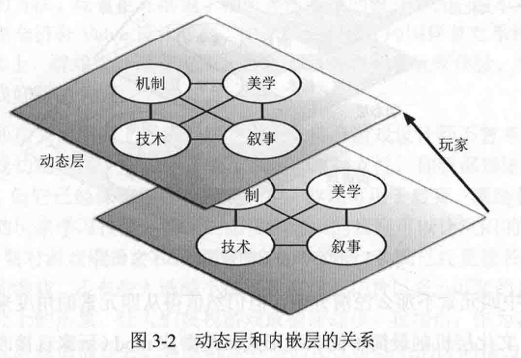 机制 美学
技术 叙事
动态层
玩家
制 美学
技术 叙事
图 3-2 动态层和内嵌层的关系